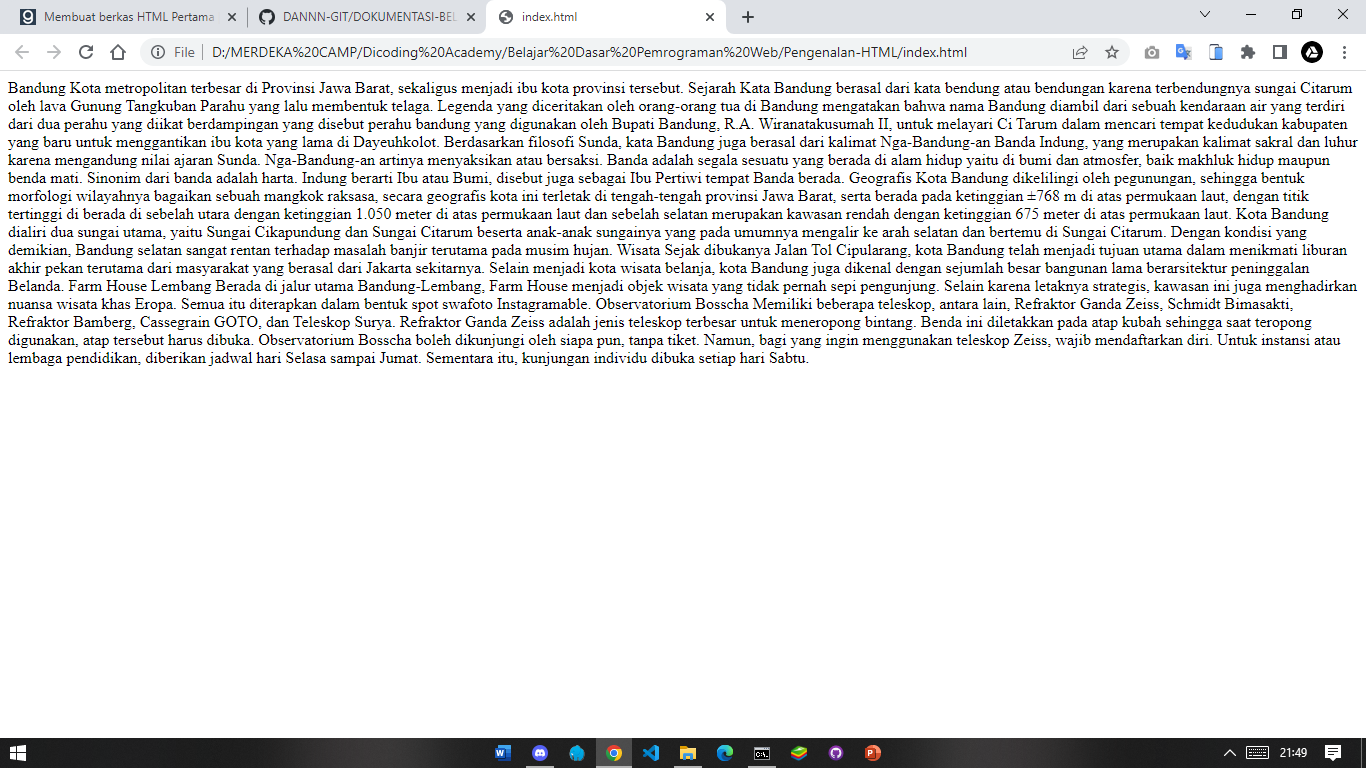 Membuat berkas HTML Pertama
DANNN-GIT/DOKUMENTASI-BEL
index.html
File
D:/MERDEKA%20CAMP/Dicoding%20Academy/Belajar%20Dasar%20Pemrograman%20Web/Pengenalan-HTML/index.html
Bandung Kota metropolitan terbesar di Provinsi Jawa Barat, sekaligus menjadi ibu kota provinsi tersebut. Sejarah Kata Bandung berasal dari kata bendung atau bendungan karena terbendungnya sungai Citarum
oleh lava Gunung Tangkuban Parahu yang lalu membentuk telaga. Legenda yang diceritakan oleh orang-orang tua di Bandung mengatakan bahwa nama Bandung diambil dari sebuah kendaraan air yang terdiri
dari dua perahu yang diikat berdampingan yang disebut perahu bandung yang digunakan oleh Bupati Bandung, R.A. Wiranatakusumah II, untuk melayari Ci Tarum dalam mencari tempat kedudukan kabupaten
yang baru untuk menggantikan ibu kota yang lama di Dayeuhkolot. Berdasarkan filosofi Sunda, kata Bandung juga berasal dari kalimat Nga-Bandung-an Banda Indung, yang merupakan kalimat sakral dan luhur
karena mengandung nilai ajaran Sunda. Nga-Bandung-an artinya menyaksikan atau bersaksi. Banda adalah segala sesuatu yang berada di alam hidup yaitu di bumi dan atmosfer, baik makhluk hidup maupun
benda mati. Sinonim dari banda adalah harta. Indung berarti Ibu atau Bumi, disebut juga sebagai Ibu Pertiwi tempat Banda berada. Geografis Kota Bandung dikelilingi oleh pegunungan, sehingga bentuk
morfologi wilayahnya bagaikan sebuah mangkok raksasa, secara geografis kota ini terletak di tengah-tengah provinsi Jawa Barat, serta berada pada ketinggian ±768 m di atas permukaan laut, dengan titik
tertinggi di berada di sebelah utara dengan ketinggian 1.050 meter di atas permukaan laut dan sebelah selatan merupakan kawasan rendah dengan ketinggian 675 meter di atas permukaan laut. Kota Bandung
dialiri dua sungai utama, yaitu Sungai Cikapundung dan Sungai Citarum beserta anak-anak sungainya yang pada umumnya mengalir ke arah selatan dan bertemu di Sungai Citarum. Dengan kondisi yang
demikian, Bandung selatan sangat rentan terhadap masalah banjir terutama pada musim hujan. Wisata Sejak dibukanya Jalan Tol Cipularang, kota Bandung telah menjadi tujuan utama dalam menikmati liburan
akhir pekan terutama dari masyarakat yang berasal dari Jakarta sekitarnya. Selain menjadi kota wisata belanja, kota Bandung juga dikenal dengan sejumlah besar bangunan lama berarsitektur peninggalan
Belanda. Farm House Lembang Berada di jalur utama Bandung-Lembang, Farm House menjadi objek wisata yang tidak pernah sepi pengunjung. Selain karena letaknya strategis, kawasan ini juga menghadirkan
nuansa wisata khas Eropa. Semua itu diterapkan dalam bentuk spot swafoto Instagramable. Observatorium Bosscha Memiliki beberapa teleskop, antara lain, Refraktor Ganda Zeiss, Schmidt Bimasakti,
Refraktor Bamberg, Cassegrain GOTO, dan Teleskop Surya. Refraktor Ganda Zeiss adalah jenis teleskop terbesar untuk meneropong bintang. Benda ini diletakkan pada atap kubah sehingga saat teropong
digunakan, atap tersebut harus dibuka. Observatorium Bosscha boleh dikunjungi oleh siapa pun, tanpa tiket. Namun, bagi yang ingin menggunakan teleskop Zeiss, wajib mendaftarkan diri. Untuk instansi atau
lembaga pendidikan, diberikan jadwal hari Selasa sampai Jumat. Sementara itu, kunjungan individu dibuka setiap hari Sabtu.
21:49